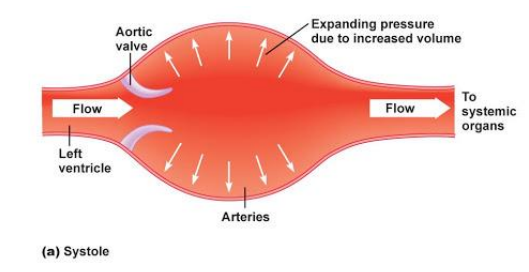 Aortic
valve
Expanding pressure
due to increased volume
Flow
Flow
To
systemic
organs
Left
ventricle
Arteries
(a) Systole